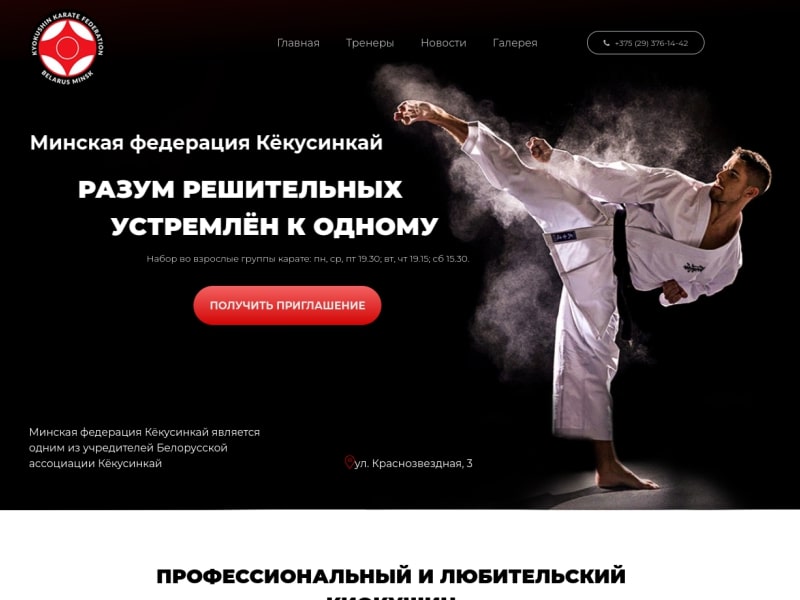 KYOKUSHIN KARATE FEDERATION
BELARUS MINSK
Главная Тренеры Новости Галерея +375 (29) 376-14-42
Минская федерация Кёкусинкай
РАЗУМ РЕШИТЕЛЬНЫХ
УСТРЕМЛЁН К ОДНОМУ
Набор во взрослые группы карате: пн, ср, пт 19.30; вт, чт 19.15; сб 15.30.
ПОЛУЧИТЬ ПРИГЛАШЕНИЕ
Минская федерация Кёкусинкай является
одним из учредителей Белорусской
ассоциации Кёкусинкай
ул. Краснозвездная, 3
ПРОФЕССИОНАЛЬНЫЙ И ЛЮБИТЕЛЬСКИЙ